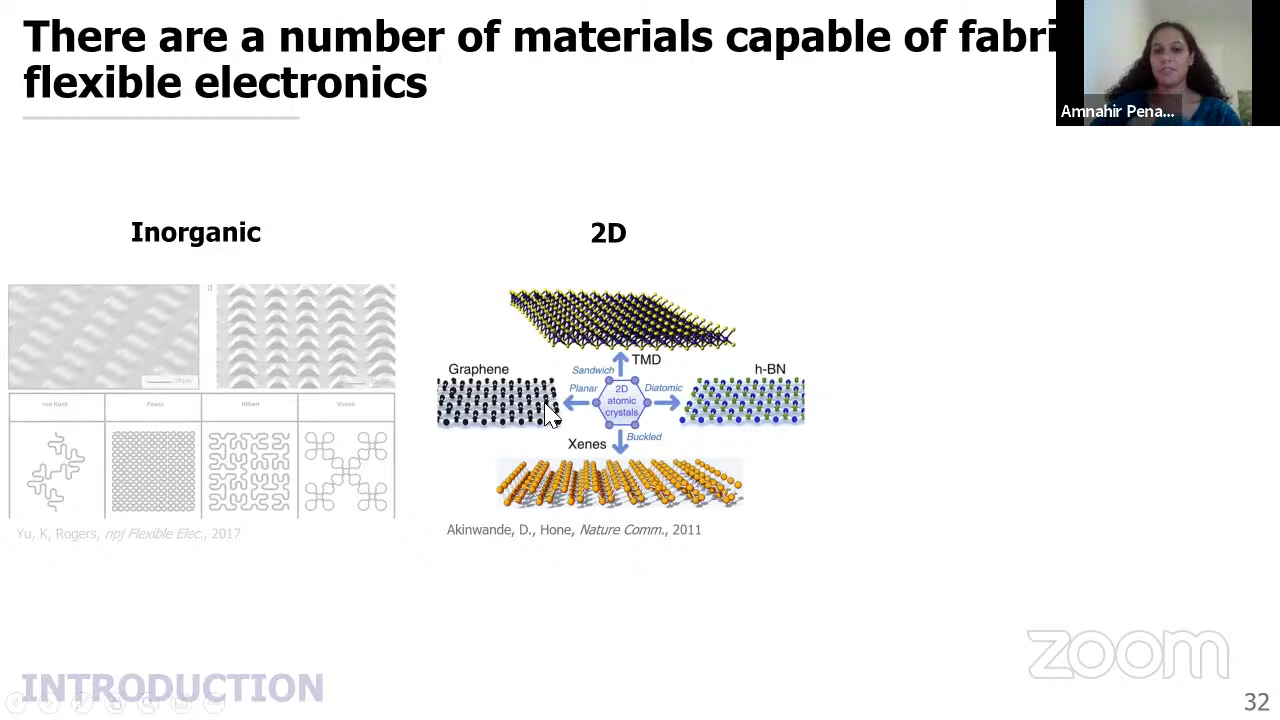 There are a number of materials capable of fabri
flexible electronics
Amnahir Pena...
Inorganic
2D
d
TMD
Graphene
Sandwich
h-BN
Planar
2D
atomic
crystals
Diatomic
Xenes
Buckled
von Koch
Peano
Hilbert
Vicsek
Yu, K, Rogers, npj Flexible Elec., 2017
Akinwande, D., Hone, Nature Comm., 2011
zoom
INTRODUCTION
32